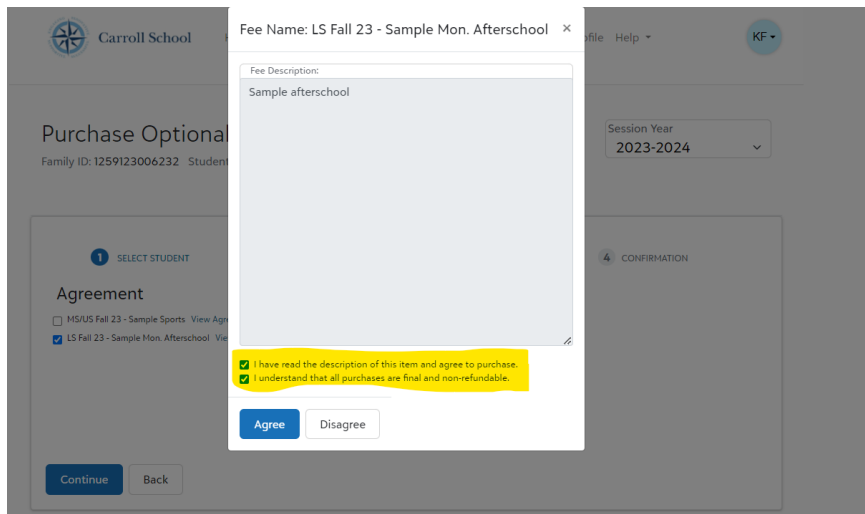 Carroll School
ofile Help
KF
Fee Name: LS Fall 23 - Sample Mon. Afterschool ×
Fee Description:
Sample afterschool
Purchase Optional
Session Year
2023-2024
Family ID: 1259123006232 Student
1 SELECT STUDENT
4 CONFIRMATION
Agreement
MS/US Fall 23 - Sample Sports View Agr
LS Fall 23 - Sample Mon. Afterschool Vie
I have read the description of this item and agree to purchase.
I understand that all purchases are final and non-refundable.
Agree Disagree
Continue Back